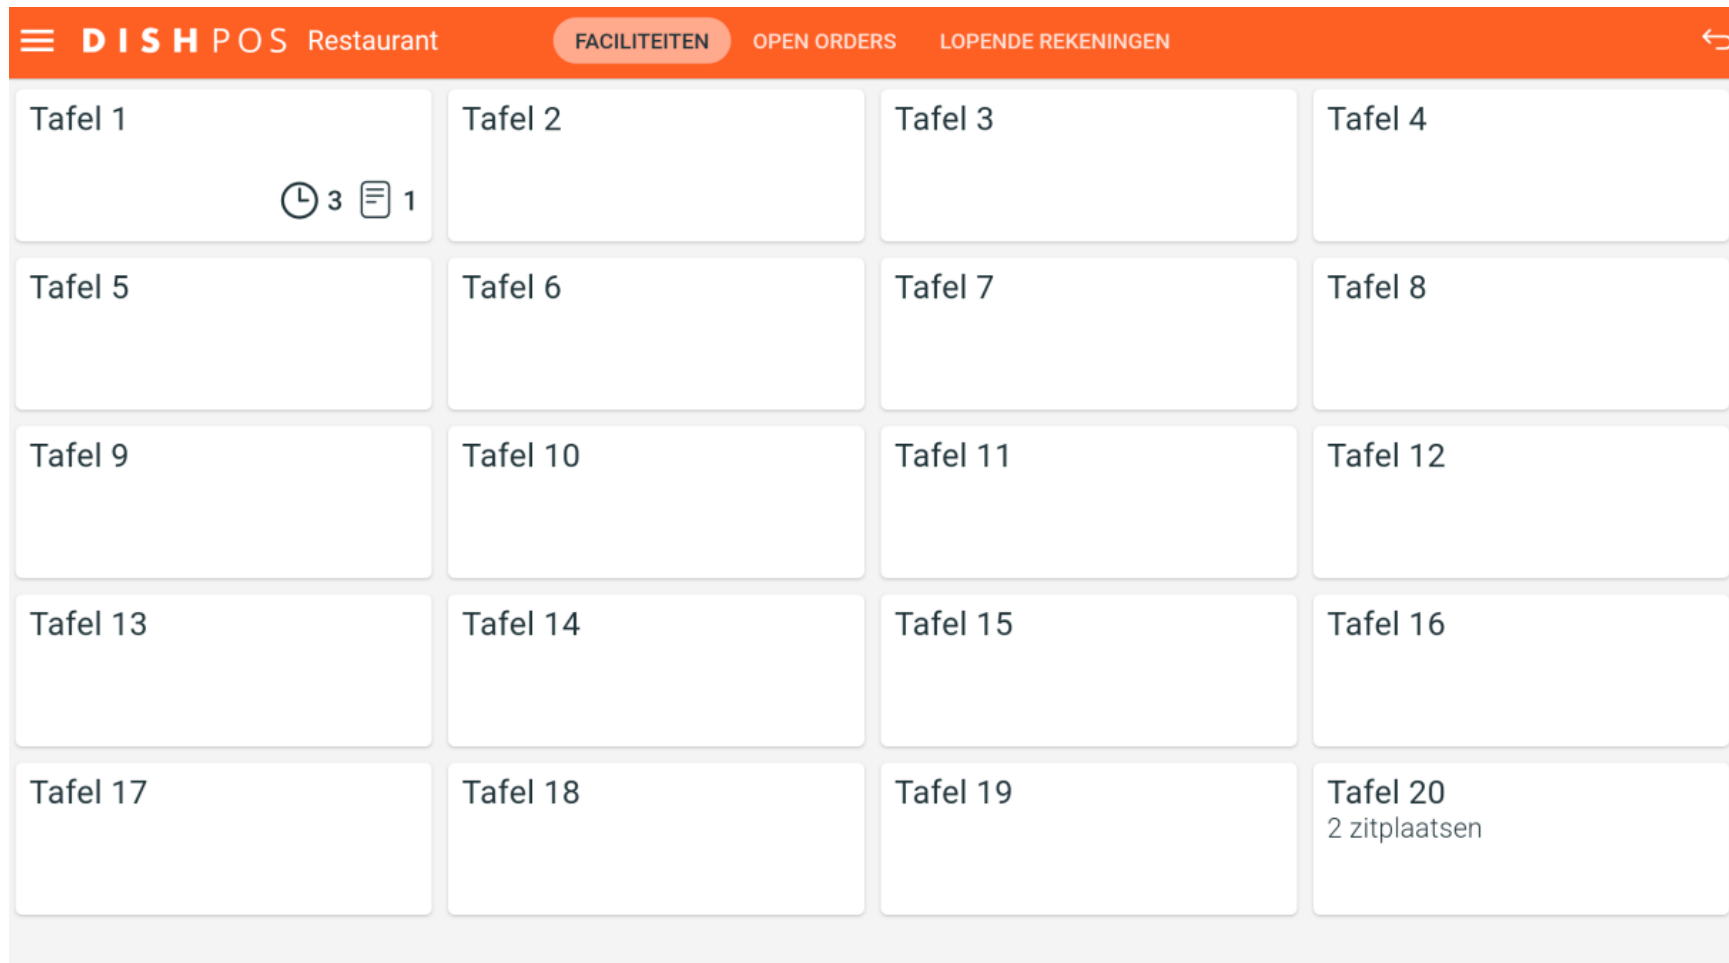 DISH POS Restaurant FACILITEITEN OPEN ORDERS LOPENDE REKENINGEN
Tafel 1 Tafel 2 Tafel 3 Tafel 4
3 1
Tafel 5 Tafel 6 Tafel 7 Tafel 8
Tafel 9 Tafel 10 Tafel 11 Tafel 12
Tafel 13 Tafel 14 Tafel 15 Tafel 16
Tafel 17 Tafel 18 Tafel 19 Tafel 20
2 zitplaatsen